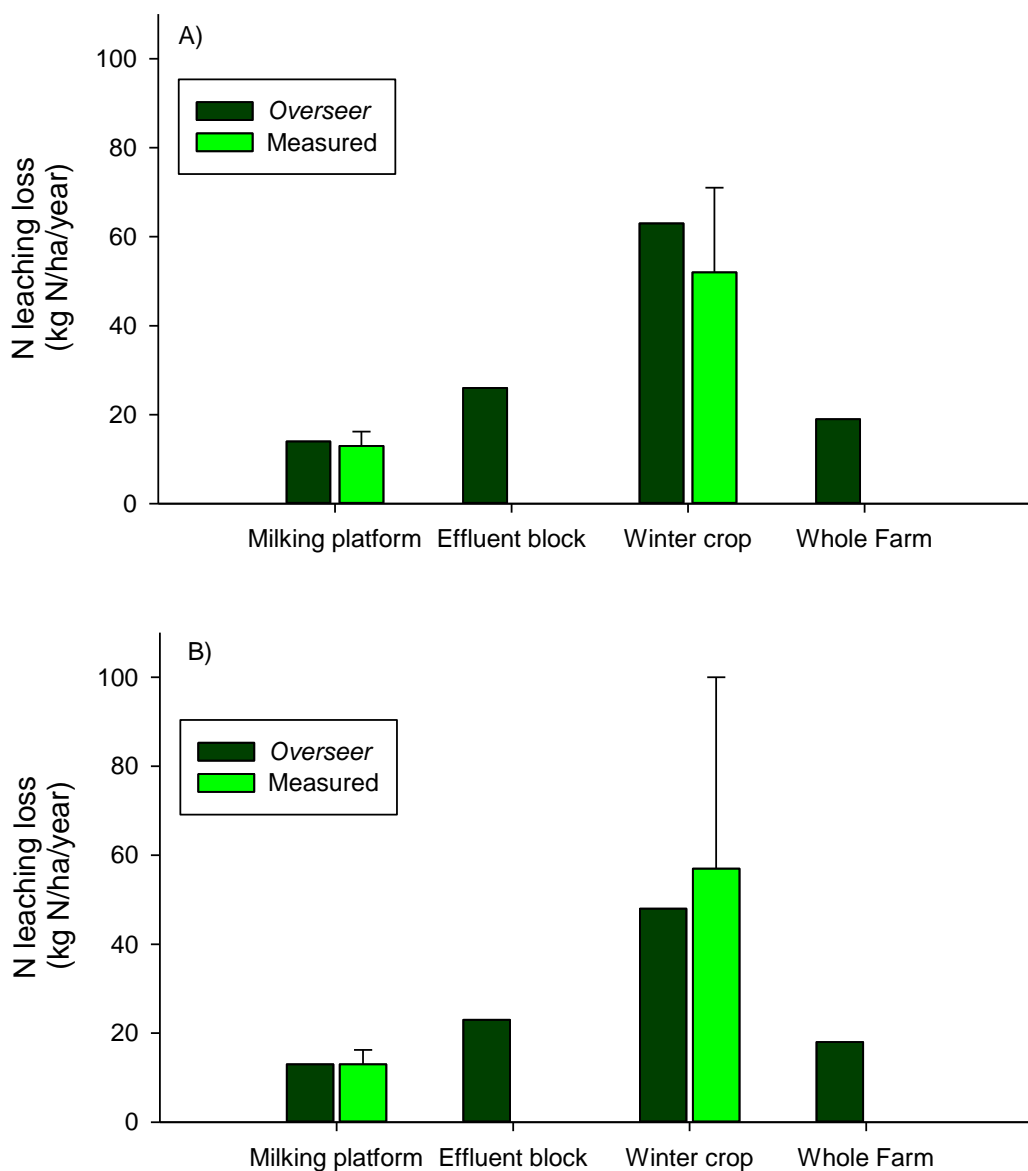 A)
Overseer
Measured
N leaching loss
(kg N/ha/year)
100
80
60
40
20
0
Milking platform Effluent block Winter crop Whole Farm
B)
Overseer
Measured
N leaching loss
(kg N/ha/year)
100
80
60
40
20
0
Milking platform Effluent block Winter crop Whole Farm